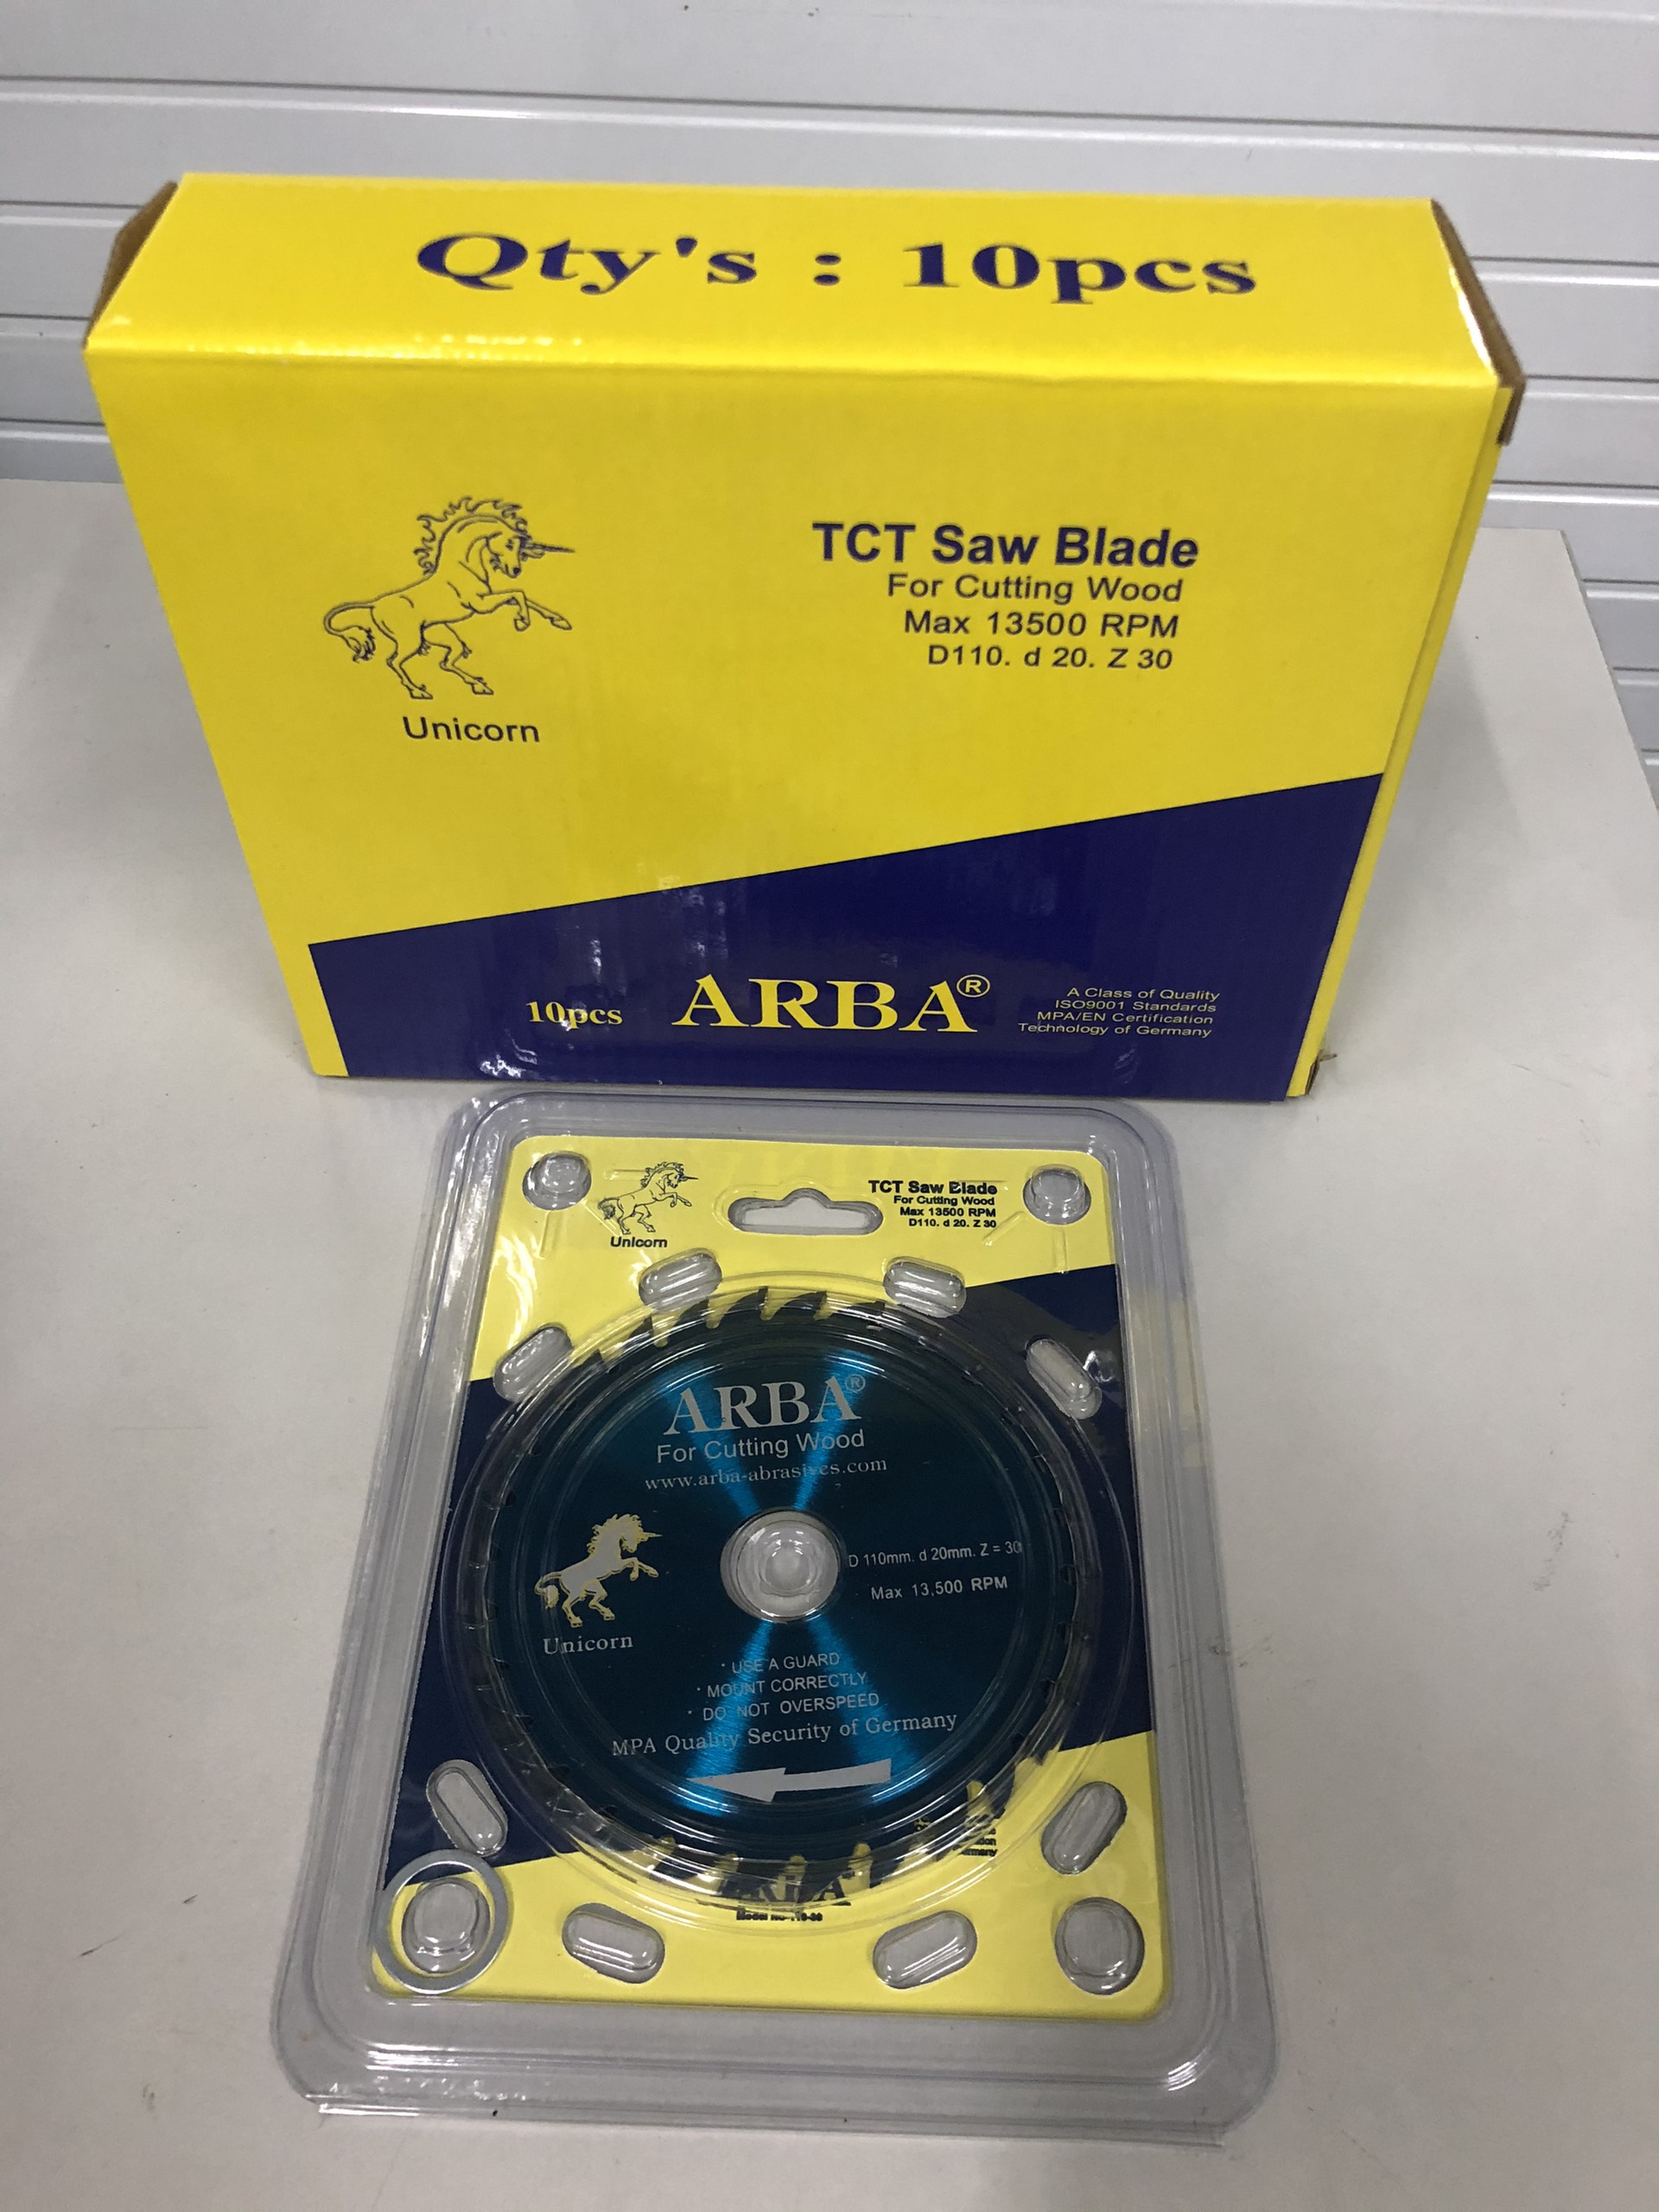 Qty's : 10pcs
TCT Saw Blade
For Cutting Wood
Max 13500 RPM
D110. d 20. Z 30
Unicorn
10pcs
ARBA®
A Class of Quality
ISO9001 Standards
MPA/EN Certification
Technology of Germany
TCT Saw Blade
For Cutting Wood
Max 13500 RPM
D110. d 20. Z 30
Unicorn
ARBA®
For Cutting Wood
www.arba-abrasives.com
D 110mm. d 20mm. Z = 30
Max 13,500 RPM
Unicorn
· USE A GUARD
· MOUNT CORRECTLY
· DO NOT OVERSPEED
MPA Quality Security of Germany